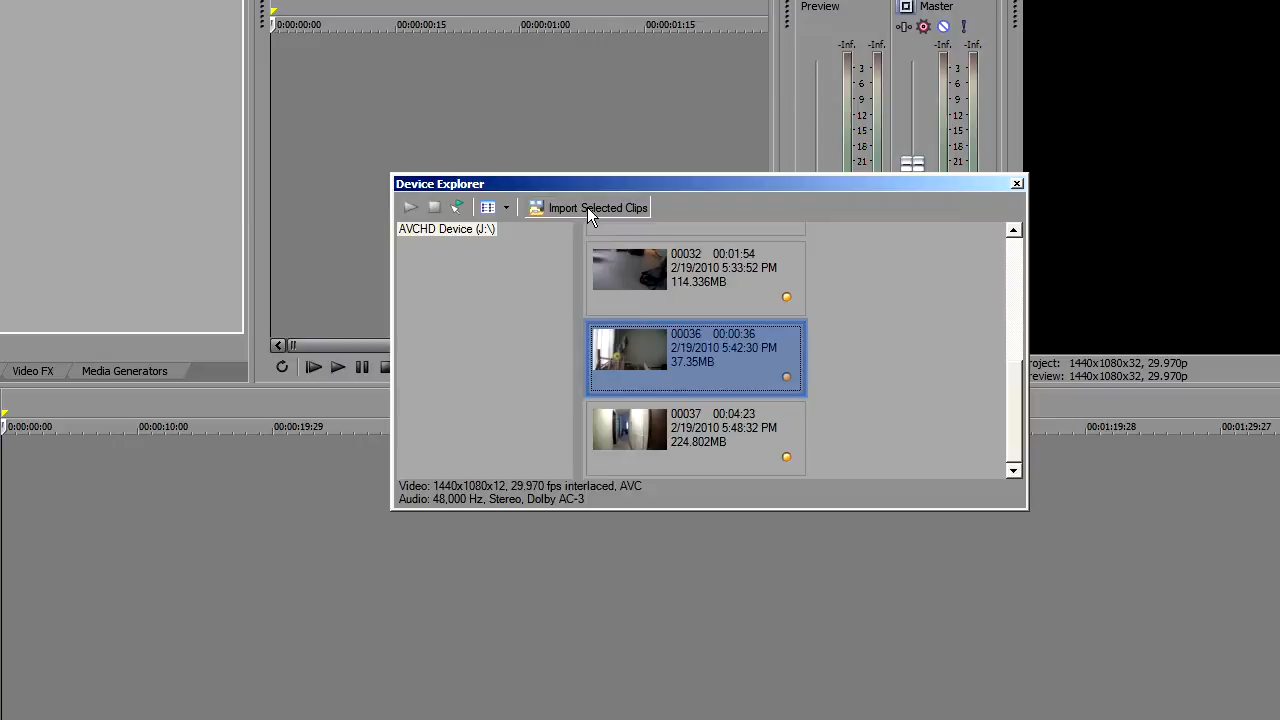 Preview
Master
0:00:00:00 00:00:00:15 00:00:01:00 00:00:01:15
-Inf. -Inf. -Inf. -Inf.
3 3
6 6
9 9
12 12
15 15
18 18
21 21
Device Explorer
Import Selected Clips
AVCHD Device (J:\)
00032 00:01:54
2/19/2010 5:33:52 PM
114.336MB
00036 00:00:36
2/19/2010 5:42:30 PM
37.35MB
00037 00:04:23
2/19/2010 5:48:32 PM
224.802MB
Video: 1440x1080x12, 29.970 fps interlaced, AVC
Audio: 48,000 Hz, Stereo, Dolby AC-3
Video FX Media Generators
roject: 1440x1080x32, 29.970p
review: 1440x1080x32, 29.970p
0:00:00:00 00:00:10:00 00:00:19:29 00:01:19:28 00:01:29:27